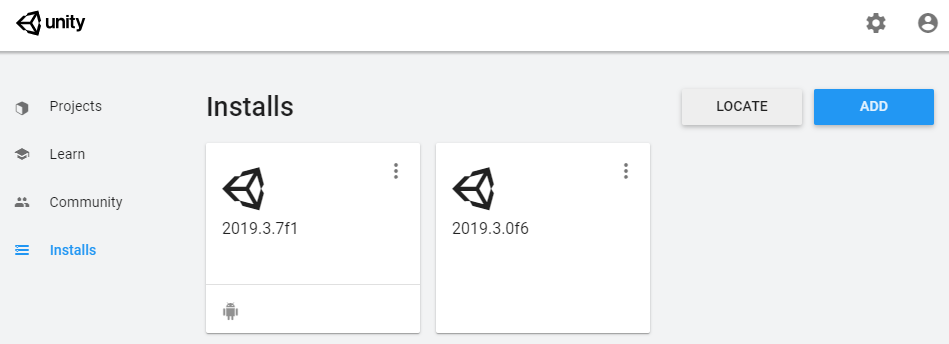 unity
Projects
Learn
Community
Installs
Installs
LOCATE
ADD
2019.3.7f1
2019.3.0f6